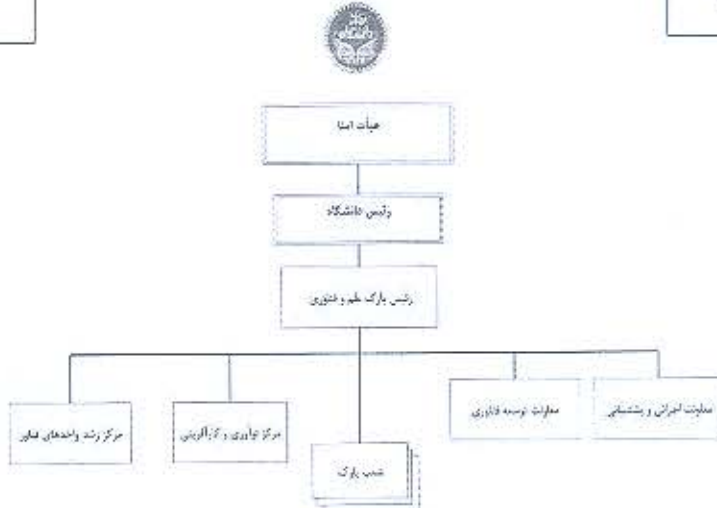 هیأت امنا
رئیس دانشگاه
رئیس پارک علم و فناوری
معاونت اجرائی و پشتیبانی
معاونت توسعه فناوری
شعب پارک
مرکز نوآوری و کارآفرینی
مرکز رشد واحدهای فناور